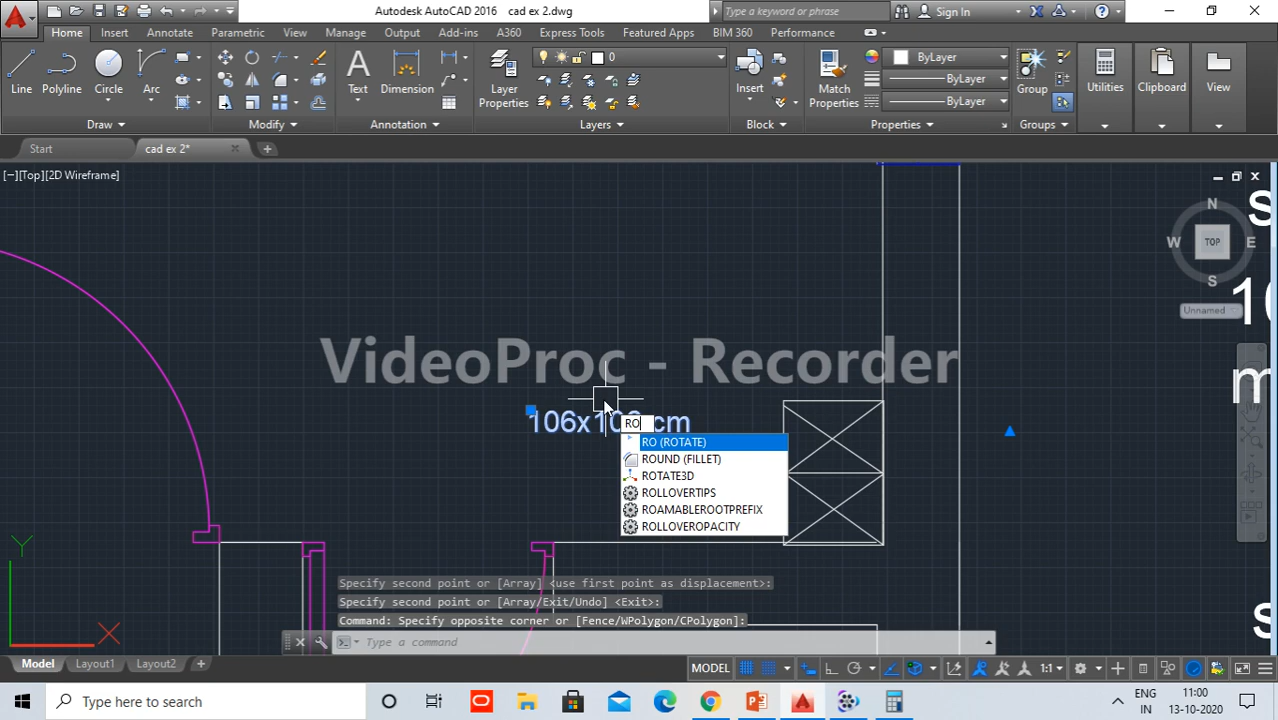 Autodesk AutoCAD 2016 cad ex 2.dwg
Type a keyword or phrase
Sign In
Home Insert Annotate Parametric View Manage Output Add-ins A360 Express Tools Featured Apps BIM 360 Performance
Line Polyline Circle Arc
Text Dimension
Layer Properties
0
Insert
Match Properties
ByLayer
ByLayer
ByLayer
Group
Utilities
Clipboard
View
Draw Modify Annotation Layers Block Properties Groups
Start cad ex 2*
[−][Top][2D Wireframe]
N
W TOP E
S
Unnamed
s
10
m
s
VideoProc - Recorder
106x106 cm
RO
RO (ROTATE)
ROUND (FILLET)
ROTATE3D
ROLLOVERTIPS
ROAMABLEROOTPREFIX
ROLLOVEROPACITY
Y
X
Specify second point or [Array] <use first point as displacement>:
Specify second point or [Array/Exit/Undo] <Exit>:
Command: Specify opposite corner or [Fence/WPolygon/CPolygon]:
Type a command
Model Layout1 Layout2
MODEL
1:1
Type here to search
ENG
IN
11:00
13-10-2020